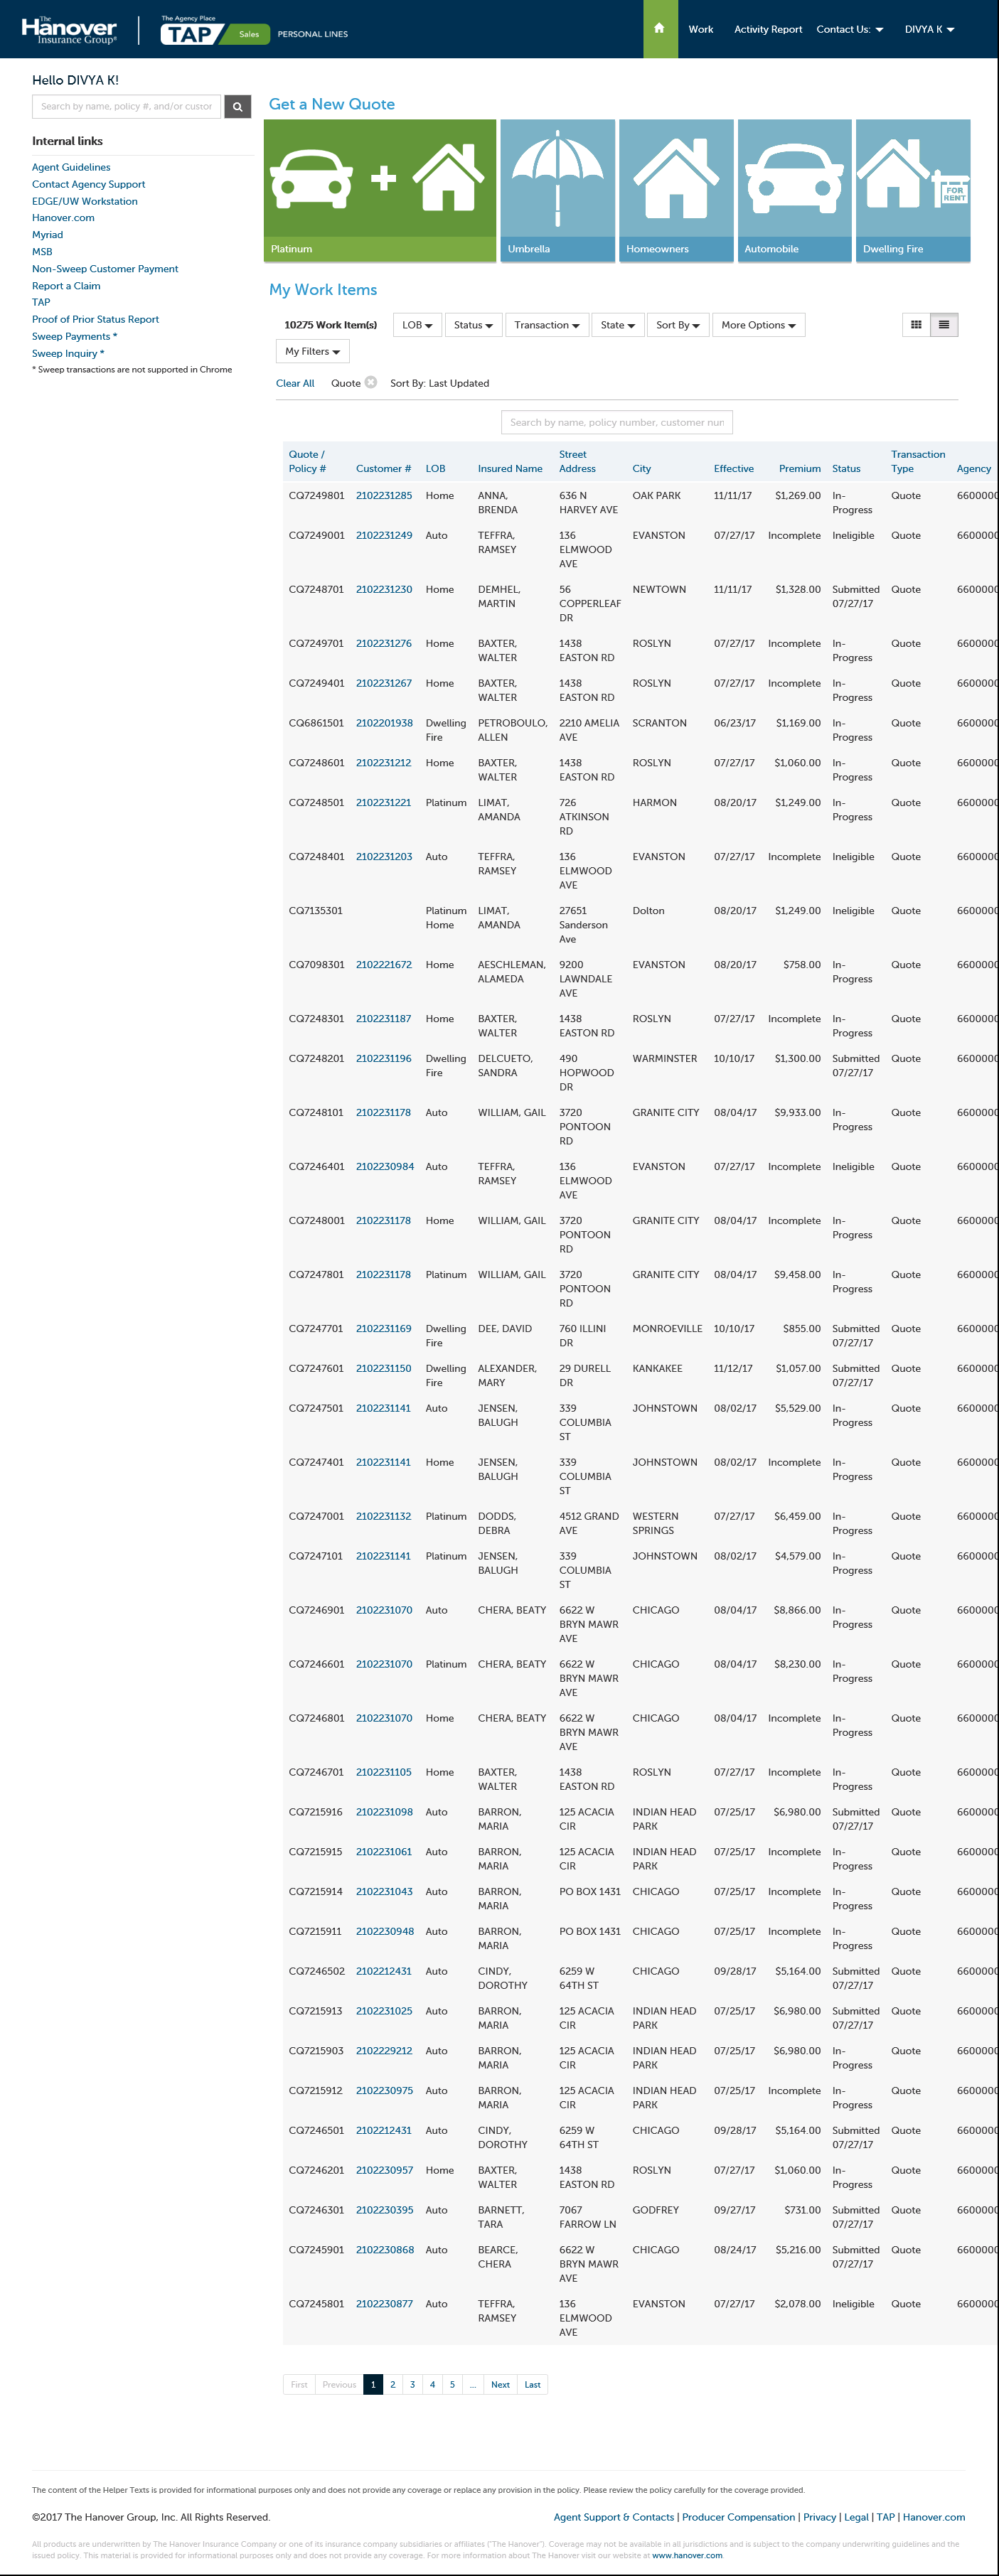 The Hanover Insurance Group®
The Agency Place
TAP Sales PERSONAL LINES
Work Activity Report Contact Us: DIVYA K
Hello DIVYA K!
Search by name, policy #, and/or custor
Internal links
Agent Guidelines
Contact Agency Support
EDGE/UW Workstation
Hanover.com
Myriad
MSB
Non-Sweep Customer Payment
Report a Claim
TAP
Proof of Prior Status Report
Sweep Payments *
Sweep Inquiry *
* Sweep transactions are not supported in Chrome
Get a New Quote
FOR RENT
Platinum Umbrella Homeowners Automobile Dwelling Fire
My Work Items
10275 Work Item(s) LOB Status Transaction State Sort By More Options
My Filters
Clear All Quote Sort By: Last Updated
Search by name, policy number, customer nun
Quote / Policy # Customer # LOB Insured Name Street Address City Effective Premium Status Transaction Type Agency
CQ7249801 2102231285 Home ANNA, BRENDA 636 N HARVEY AVE OAK PARK 11/11/17 $1,269.00 In-Progress Quote 6600000
CQ7249001 2102231249 Auto TEFFRA, RAMSEY 136 ELMWOOD AVE EVANSTON 07/27/17 Incomplete Ineligible Quote 6600000
CQ7248701 2102231230 Home DEMHEL, MARTIN 56 COPPERLEAF DR NEWTOWN 11/11/17 $1,328.00 Submitted 07/27/17 Quote 6600000
CQ7249701 2102231276 Home BAXTER, WALTER 1438 EASTON RD ROSLYN 07/27/17 Incomplete In-Progress Quote 6600000
CQ7249401 2102231267 Home BAXTER, WALTER 1438 EASTON RD ROSLYN 07/27/17 Incomplete In-Progress Quote 6600000
CQ6861501 2102201938 Dwelling Fire PETROBOULO, ALLEN 2210 AMELIA AVE SCRANTON 06/23/17 $1,169.00 In-Progress Quote 6600000
CQ7248601 2102231212 Home BAXTER, WALTER 1438 EASTON RD ROSLYN 07/27/17 $1,060.00 In-Progress Quote 6600000
CQ7248501 2102231221 Platinum LIMAT, AMANDA 726 ATKINSON RD HARMON 08/20/17 $1,249.00 In-Progress Quote 6600000
CQ7248401 2102231203 Auto TEFFRA, RAMSEY 136 ELMWOOD AVE EVANSTON 07/27/17 Incomplete Ineligible Quote 6600000
CQ7135301 Platinum Home LIMAT, AMANDA 27651 Sanderson Ave Dolton 08/20/17 $1,249.00 Ineligible Quote 6600000
CQ7098301 2102221672 Home AESCHLEMAN, ALAMEDA 9200 LAWNDALE AVE EVANSTON 08/20/17 $758.00 In-Progress Quote 6600000
CQ7248301 2102231187 Home BAXTER, WALTER 1438 EASTON RD ROSLYN 07/27/17 Incomplete In-Progress Quote 6600000
CQ7248201 2102231196 Dwelling Fire DELCUETO, SANDRA 490 HOPWOOD DR WARMINSTER 10/10/17 $1,300.00 Submitted 07/27/17 Quote 6600000
CQ7248101 2102231178 Auto WILLIAM, GAIL 3720 PONTOON RD GRANITE CITY 08/04/17 $9,933.00 In-Progress Quote 6600000
CQ7246401 2102230984 Auto TEFFRA, RAMSEY 136 ELMWOOD AVE EVANSTON 07/27/17 Incomplete Ineligible Quote 6600000
CQ7248001 2102231178 Home WILLIAM, GAIL 3720 PONTOON RD GRANITE CITY 08/04/17 Incomplete In-Progress Quote 6600000
CQ7247801 2102231178 Platinum WILLIAM, GAIL 3720 PONTOON RD GRANITE CITY 08/04/17 $9,458.00 In-Progress Quote 6600000
CQ7247701 2102231169 Dwelling Fire DEE, DAVID 760 ILLINI DR MONROEVILLE 10/10/17 $855.00 Submitted 07/27/17 Quote 6600000
CQ7247601 2102231150 Dwelling Fire ALEXANDER, MARY 29 DURELL DR KANKAKEE 11/12/17 $1,057.00 Submitted 07/27/17 Quote 6600000
CQ7247501 2102231141 Auto JENSEN, BALUGH 339 COLUMBIA ST JOHNSTOWN 08/02/17 $5,529.00 In-Progress Quote 6600000
CQ7247401 2102231141 Home JENSEN, BALUGH 339 COLUMBIA ST JOHNSTOWN 08/02/17 Incomplete In-Progress Quote 6600000
CQ7247001 2102231132 Platinum DODDS, DEBRA 4512 GRAND AVE WESTERN SPRINGS 07/27/17 $6,459.00 In-Progress Quote 6600000
CQ7247101 2102231141 Platinum JENSEN, BALUGH 339 COLUMBIA ST JOHNSTOWN 08/02/17 $4,579.00 In-Progress Quote 6600000
CQ7246901 2102231070 Auto CHERA, BEATY 6622 W BRYN MAWR AVE CHICAGO 08/04/17 $8,866.00 In-Progress Quote 6600000
CQ7246601 2102231070 Platinum CHERA, BEATY 6622 W BRYN MAWR AVE CHICAGO 08/04/17 $8,230.00 In-Progress Quote 6600000
CQ7246801 2102231070 Home CHERA, BEATY 6622 W BRYN MAWR AVE CHICAGO 08/04/17 Incomplete In-Progress Quote 6600000
CQ7246701 2102231105 Home BAXTER, WALTER 1438 EASTON RD ROSLYN 07/27/17 Incomplete In-Progress Quote 6600000
CQ7215916 2102231098 Auto BARRON, MARIA 125 ACACIA CIR INDIAN HEAD PARK 07/25/17 $6,980.00 Submitted 07/27/17 Quote 6600000
CQ7215915 2102231061 Auto BARRON, MARIA 125 ACACIA CIR INDIAN HEAD PARK 07/25/17 Incomplete In-Progress Quote 6600000
CQ7215914 2102231043 Auto BARRON, MARIA PO BOX 1431 CHICAGO 07/25/17 Incomplete In-Progress Quote 6600000
CQ7215911 2102230948 Auto BARRON, MARIA PO BOX 1431 CHICAGO 07/25/17 Incomplete In-Progress Quote 6600000
CQ7246502 2102212431 Auto CINDY, DOROTHY 6259 W 64TH ST CHICAGO 09/28/17 $5,164.00 Submitted 07/27/17 Quote 6600000
CQ7215913 2102231025 Auto BARRON, MARIA 125 ACACIA CIR INDIAN HEAD PARK 07/25/17 $6,980.00 Submitted 07/27/17 Quote 6600000
CQ7215903 2102229212 Auto BARRON, MARIA 125 ACACIA CIR INDIAN HEAD PARK 07/25/17 $6,980.00 In-Progress Quote 6600000
CQ7215912 2102230975 Auto BARRON, MARIA 125 ACACIA CIR INDIAN HEAD PARK 07/25/17 Incomplete In-Progress Quote 6600000
CQ7246501 2102212431 Auto CINDY, DOROTHY 6259 W 64TH ST CHICAGO 09/28/17 $5,164.00 Submitted 07/27/17 Quote 6600000
CQ7246201 2102230957 Home BAXTER, WALTER 1438 EASTON RD ROSLYN 07/27/17 $1,060.00 In-Progress Quote 6600000
CQ7246301 2102230395 Auto BARNETT, TARA 7067 FARROW LN GODFREY 09/27/17 $731.00 Submitted 07/27/17 Quote 6600000
CQ7245901 2102230868 Auto BEARCE, CHERA 6622 W BRYN MAWR AVE CHICAGO 08/24/17 $5,216.00 Submitted 07/27/17 Quote 6600000
CQ7245801 2102230877 Auto TEFFRA, RAMSEY 136 ELMWOOD AVE EVANSTON 07/27/17 $2,078.00 Ineligible Quote 6600000
First Previous 1 2 3 4 5 ... Next Last
The content of the Helper Texts is provided for informational purposes only and does not provide any coverage or replace any provision in the policy. Please review the policy carefully for the coverage provided.
©2017 The Hanover Group, Inc. All Rights Reserved. Agent Support & Contacts | Producer Compensation | Privacy | Legal | TAP | Hanover.com
All products are underwritten by The Hanover Insurance Company or one of its insurance company subsidiaries or affiliates ("The Hanover"). Coverage may not be available in all jurisdictions and is subject to the company underwriting guidelines and the
issued policy. This material is provided for informational purposes only and does not provide any coverage. For more information about The Hanover visit our website at www.hanover.com.